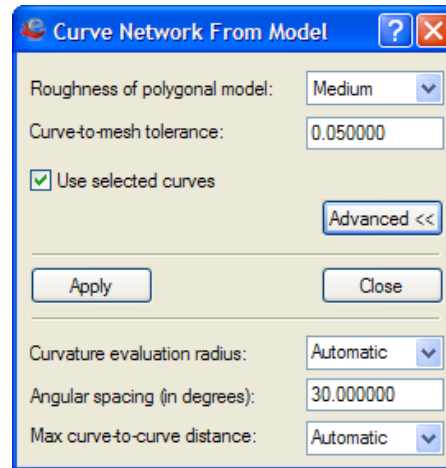 Curve Network From Model
Roughness of polygonal model: Medium
Curve-to-mesh tolerance: 0.050000
Use selected curves
Advanced <<
Apply Close
Curvature evaluation radius: Automatic
Angular spacing (in degrees): 30.000000
Max curve-to-curve distance: Automatic